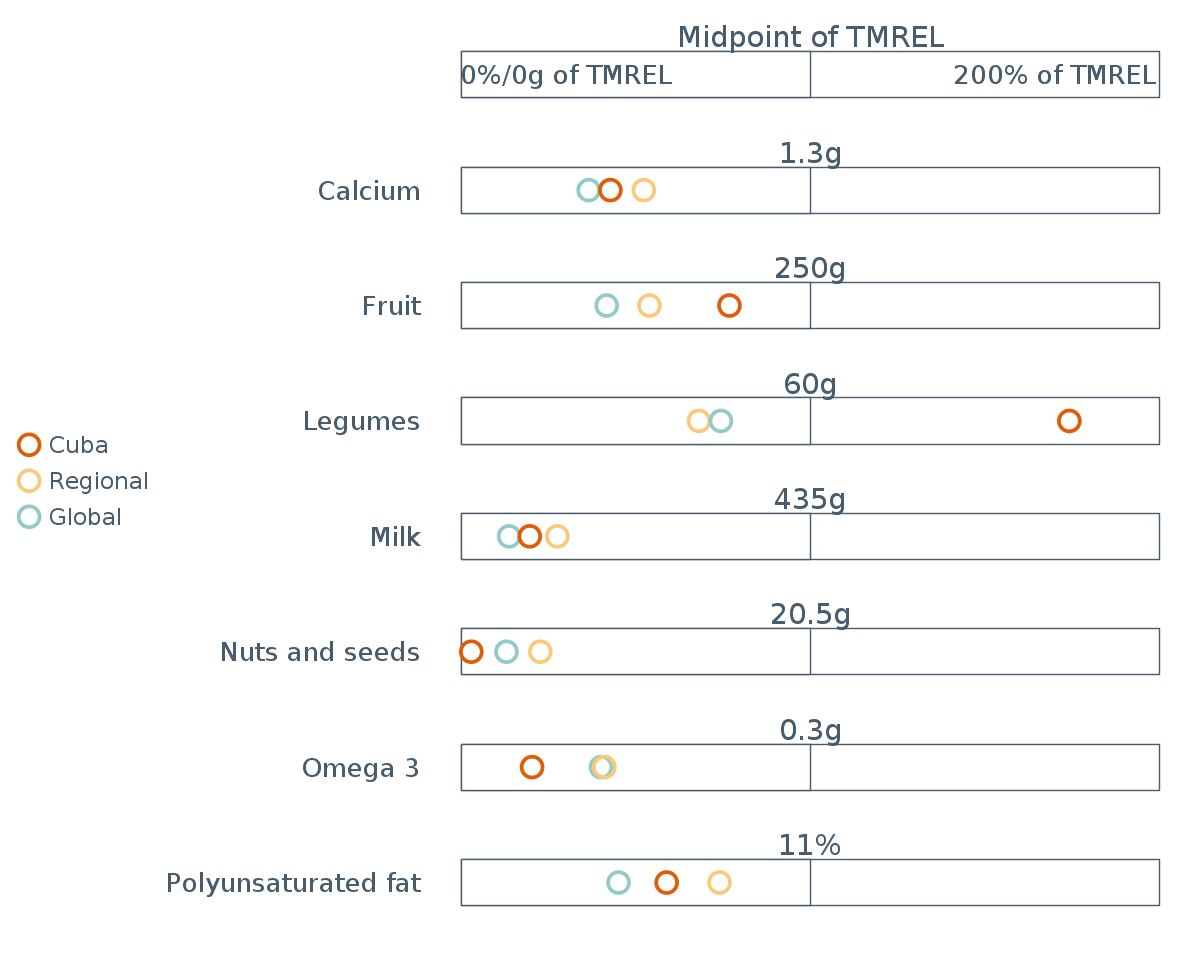 Midpoint of TMREL
0%/0g of TMREL
200% of TMREL
1.3g
Calcium
250g
Fruit
60g
Legumes
Cuba
Regional
Global
435g
Milk
20.5g
Nuts and seeds
0.3g
Omega 3
11%
Polyunsaturated fat